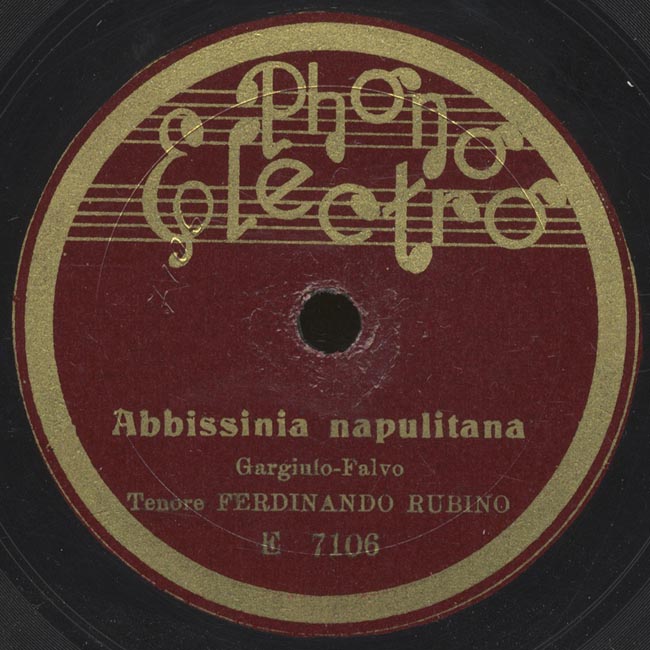 Phono
Electro
Abbissinia napulitana
Gargiulo-Falvo
Tenore FERDINANDO RUBINO
E 7106